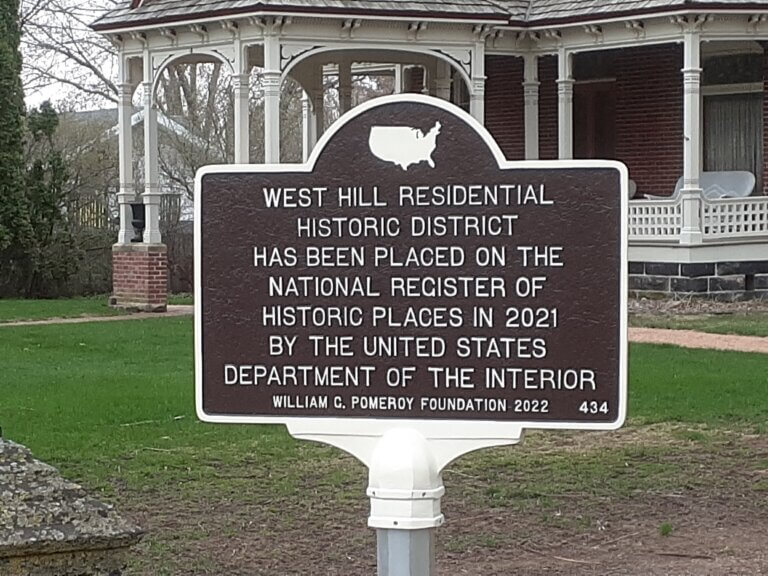 WEST HILL RESIDENTIAL
HISTORIC DISTRICT
HAS BEEN PLACED ON THE
NATIONAL REGISTER OF
HISTORIC PLACES IN 2021
BY THE UNITED STATES
DEPARTMENT OF THE INTERIOR
WILLIAM G. POMEROY FOUNDATION 2022 434